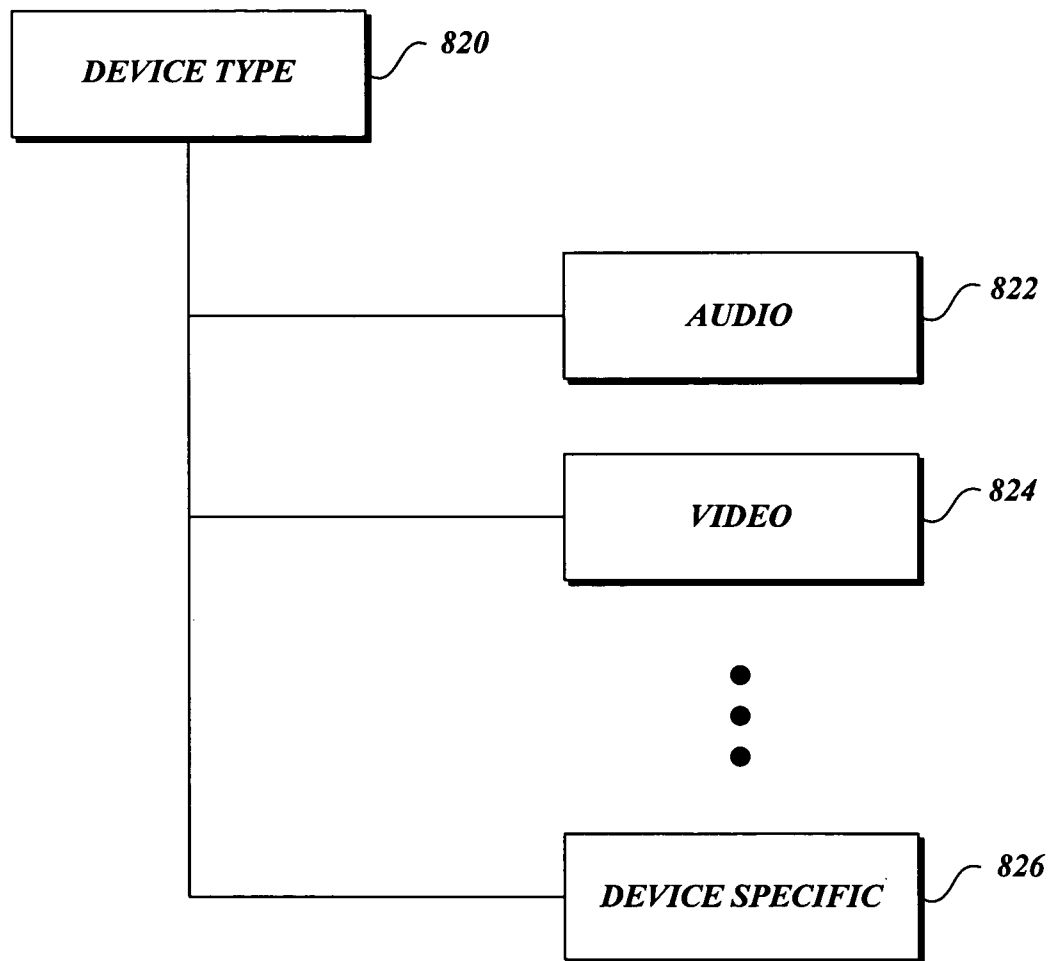 DEVICE TYPE
820
AUDIO
822
VIDEO
824
DEVICE SPECIFIC
826